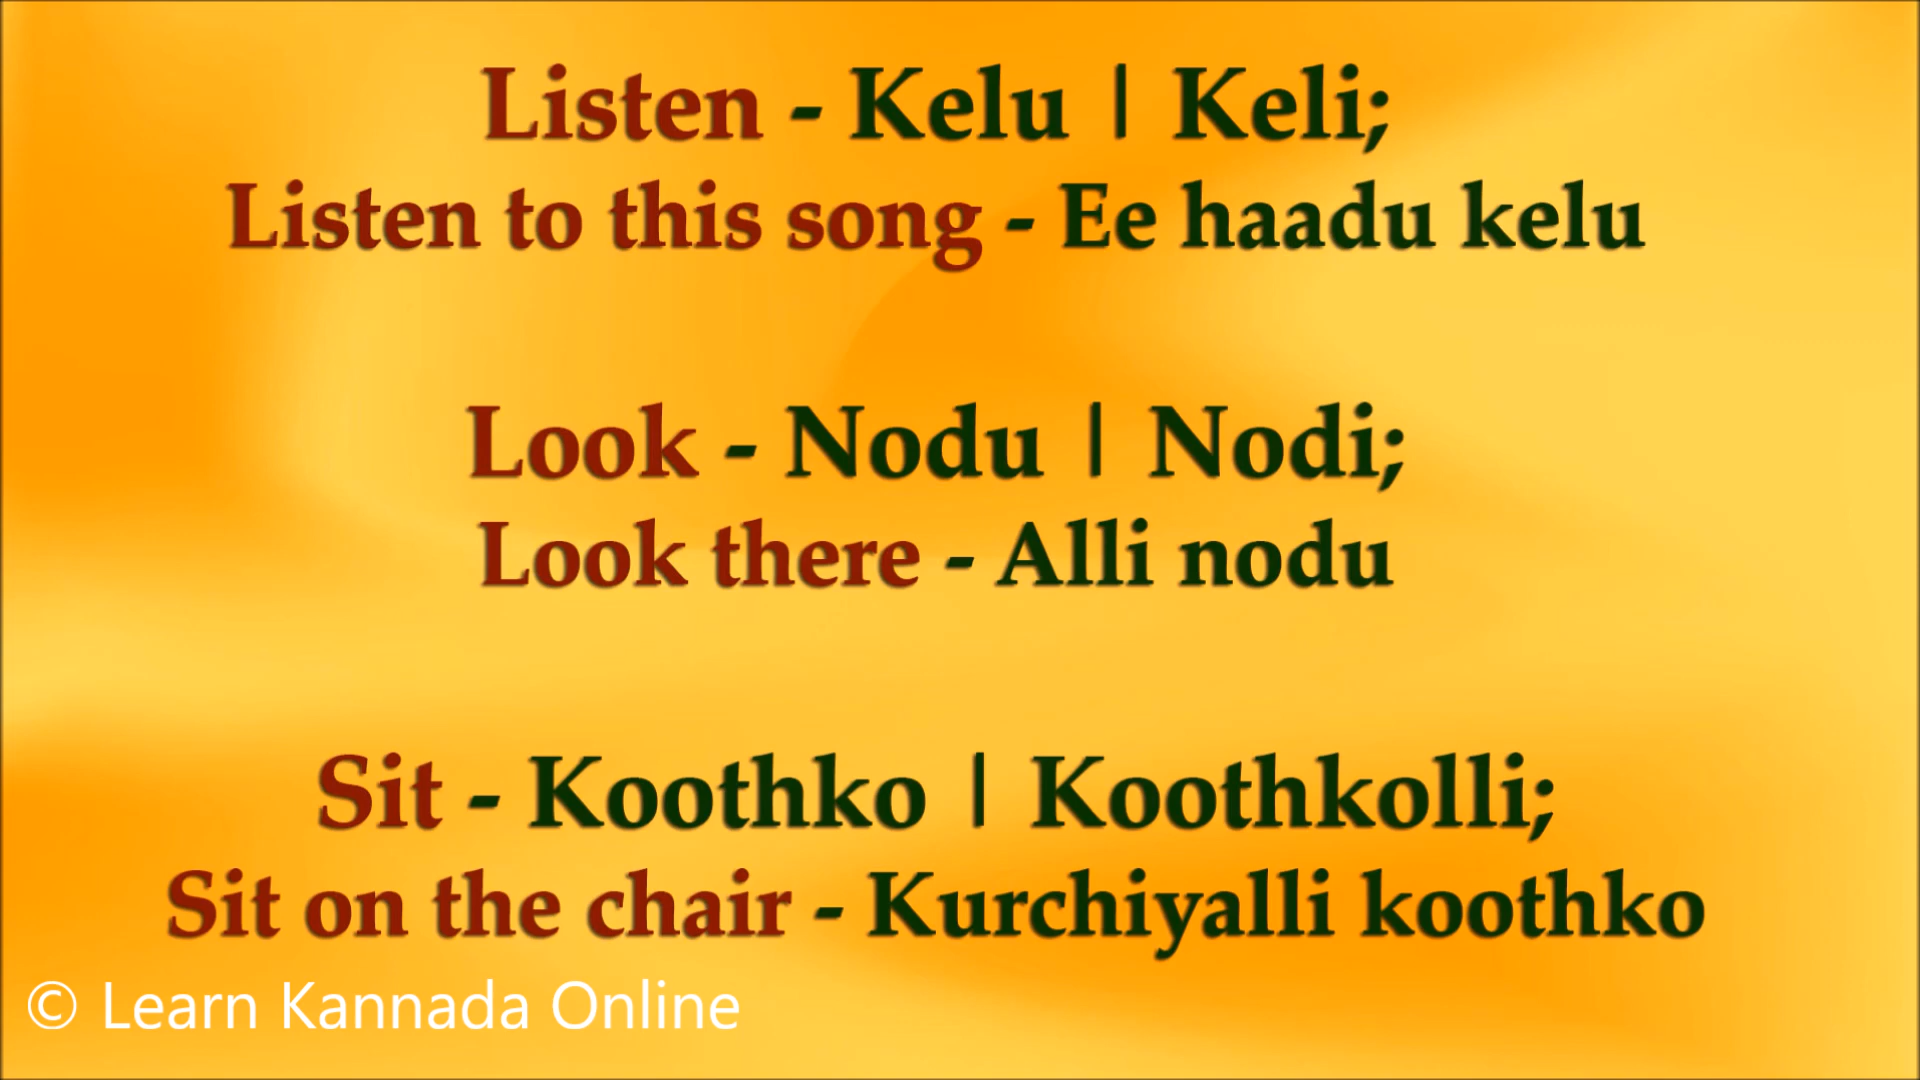 Listen - Kelu | Keli;
Listen to this song - Ee haadu kelu
Look - Nodu | Nodi;
Look there - Alli nodu
Sit - Koothko | Koothkolli;
Sit on the chair - Kurchiyalli koothko
© Learn Kannada Online